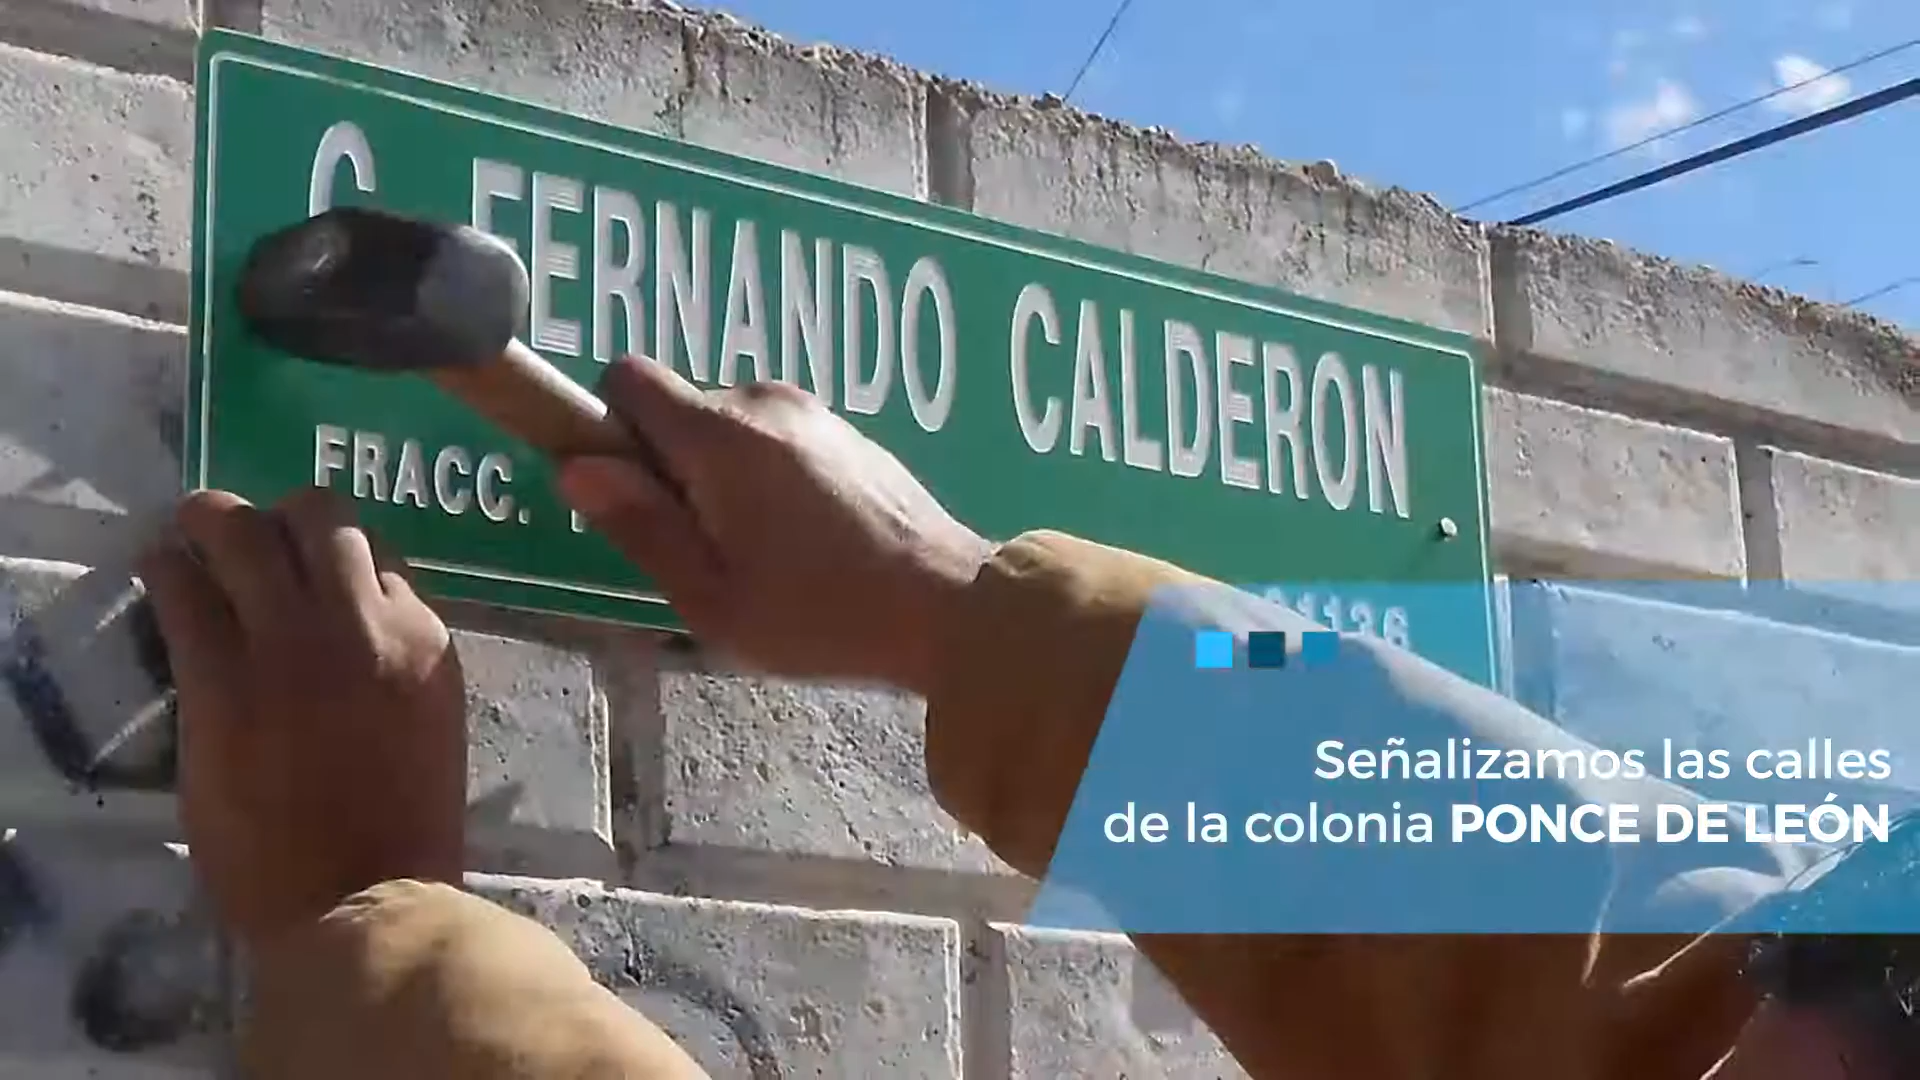 C. FERNANDO CALDERON
FRACC.
Señalizamos las calles
de la colonia PONCE DE LEÓN